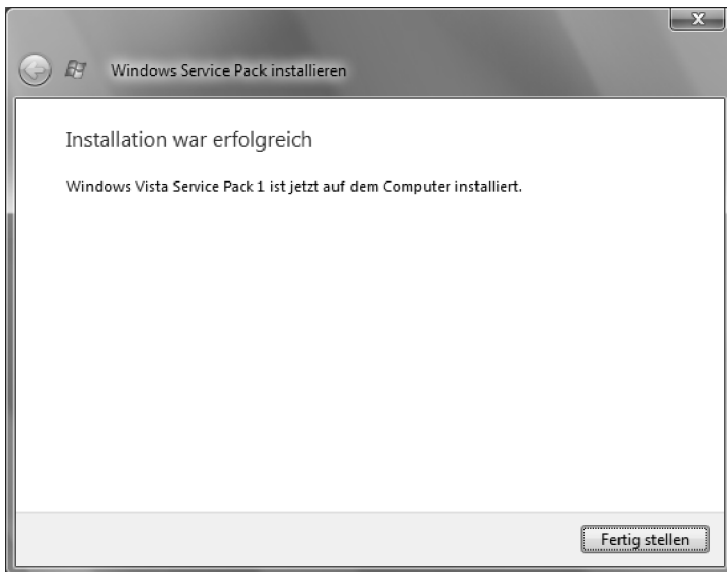 Windows Service Pack installieren
Installation war erfolgreich
Windows Vista Service Pack 1 ist jetzt auf dem Computer installiert.
Fertig stellen